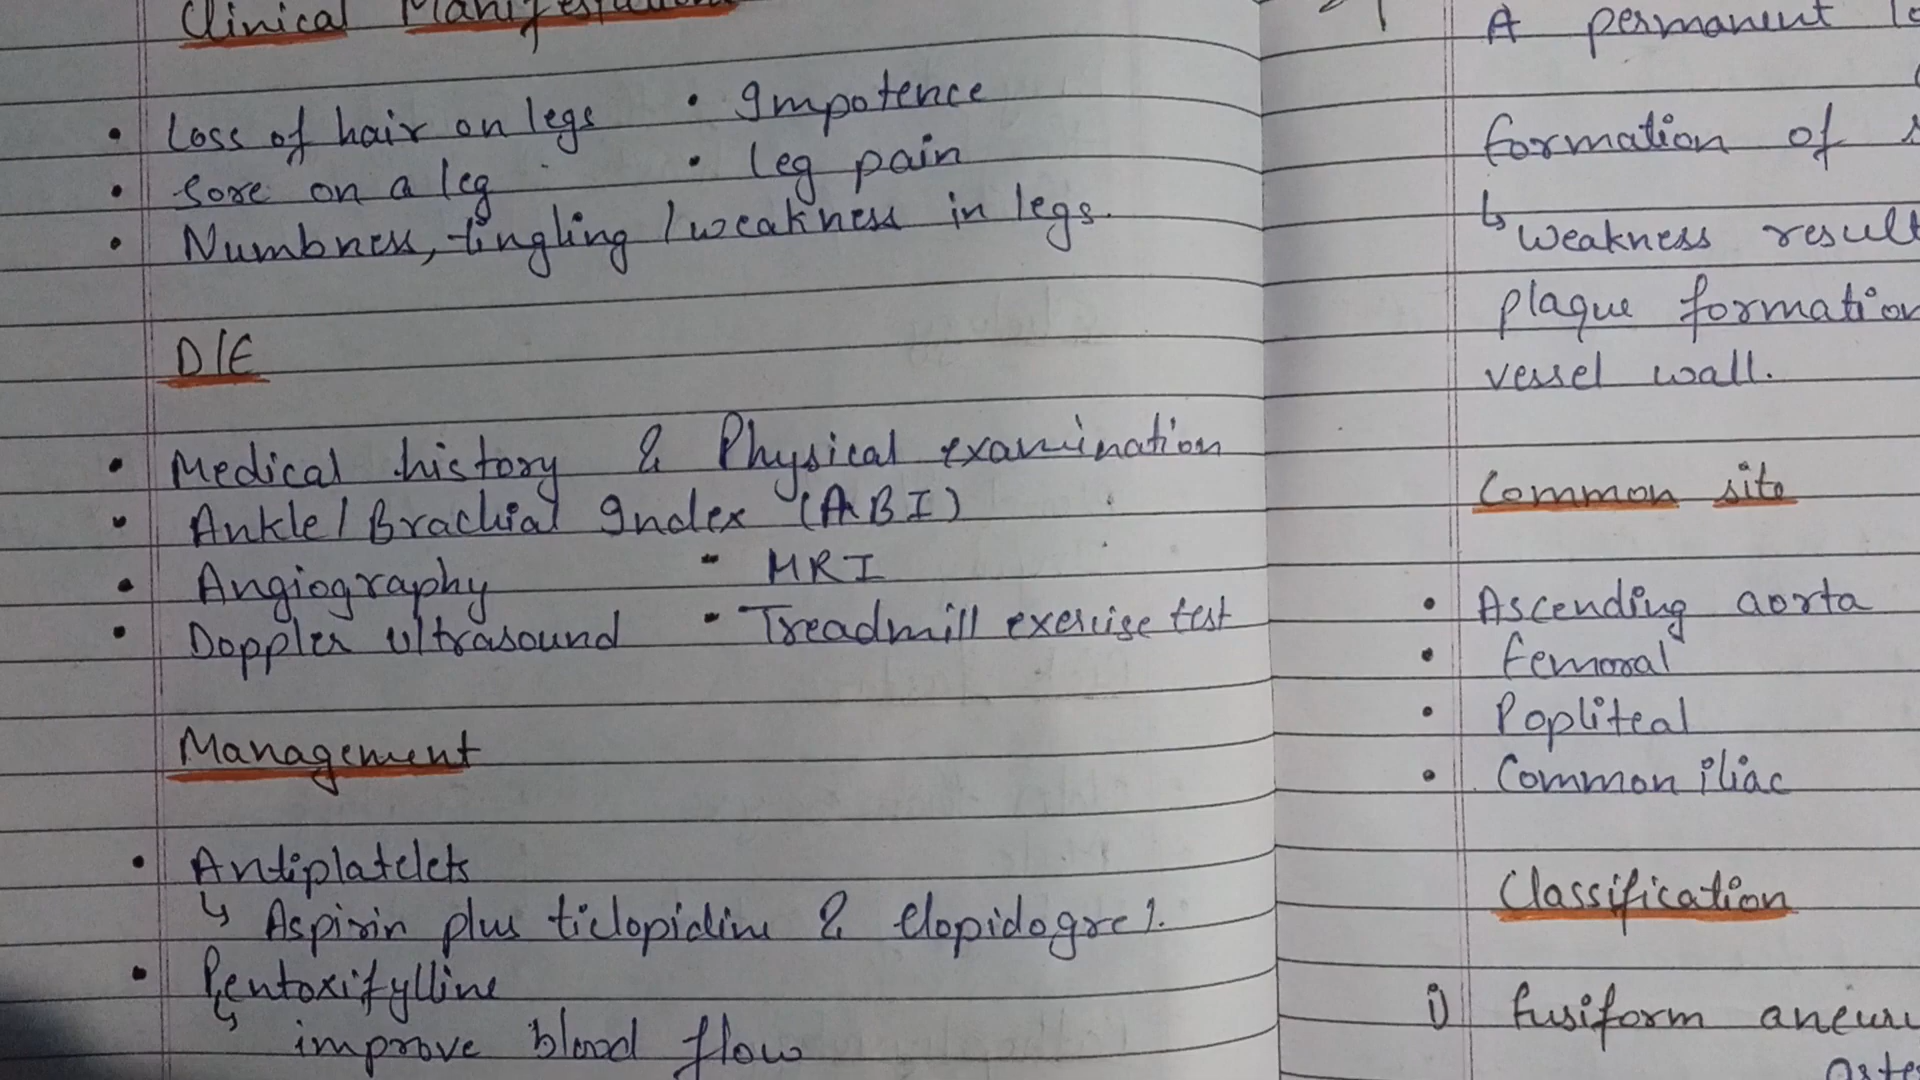 Clinical Manifestations
• Loss of hair on legs • Impotence
• Sore on a leg • Leg pain
• Numbness, tingling / weakness in legs.
D/E
• Medical history & Physical examination
• Ankle/Brachial Index (ABI)
• Angiography • MRI
• Doppler ultrasound • Treadmill exercise test
Management
• Antiplatelets
↳ Aspirin plus ticlopidine & Clopidogrel.
• Pentoxifylline
↳ improve blood flow
A permanent
formation of
↳ Weakness result
plaque formation
vessel wall.
Common site
• Ascending aorta
• Femoral
• Popliteal
• Common iliac
Classification
i) Fusiform aneu